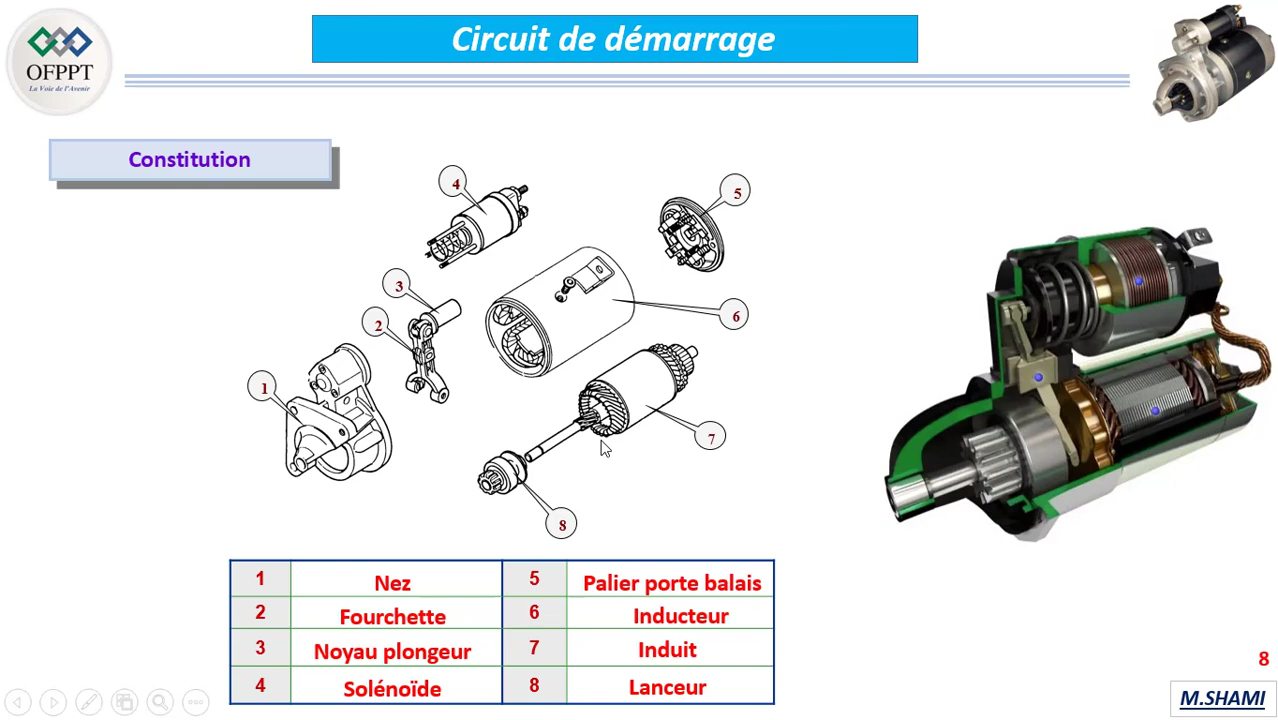 Circuit de démarrage
OFPPT
La Voie de l'Avenir
Constitution
4
5
3
2
6
1
7
8
1 Nez 5 Palier porte balais
2 Fourchette 6 Inducteur
3 Noyau plongeur 7 Induit
4 Solénoïde 8 Lanceur
8
M.SHAMI